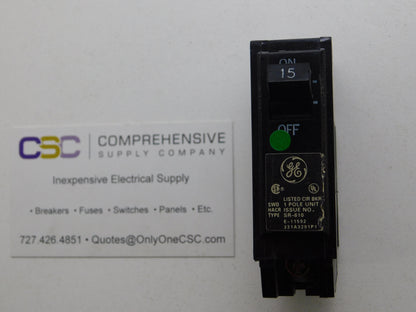 CSC COMPREHENSIVE
SUPPLY COMPANY
Inexpensive Electrical Supply
• Breakers • Fuses • Switches • Panels • Etc.
727.426.4851 • Quotes@OnlyOneCSC.com
ON
15
OFF
GE
LISTED CIR BKR
SWD 1 POLE UNIT
HACR ISSUE NO.
TYPE SR-610
E-11592